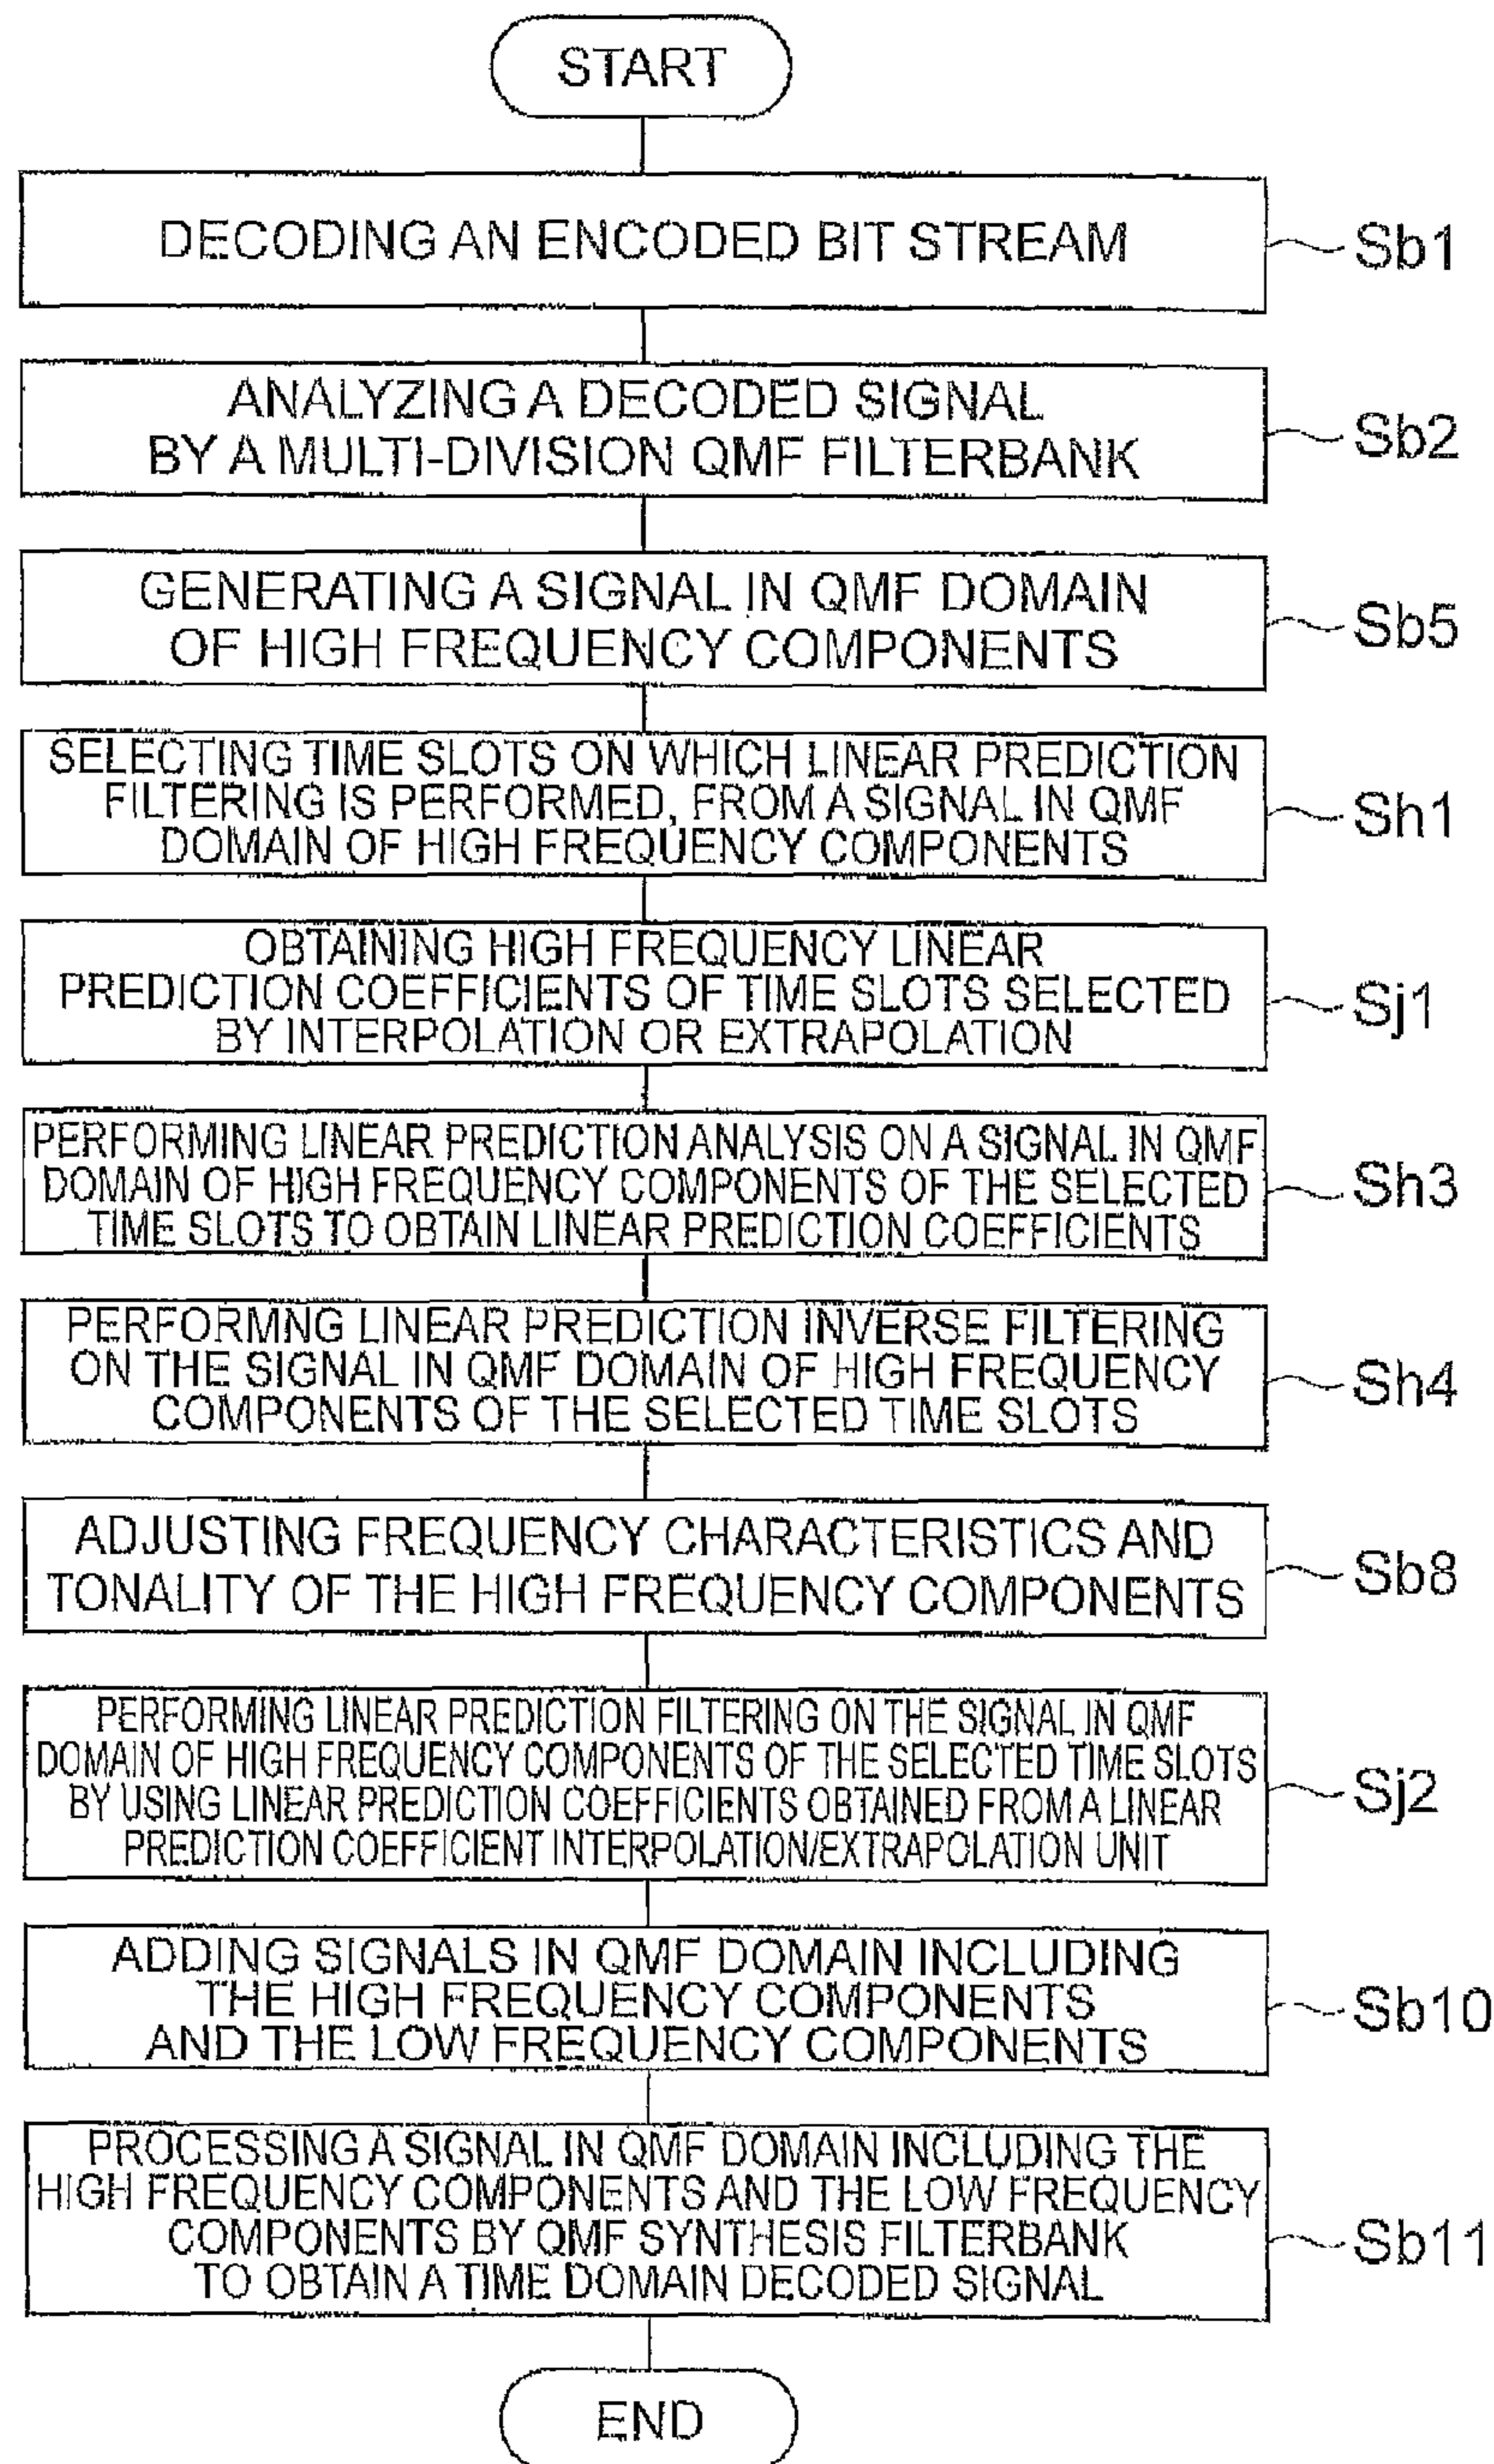 START
DECODING AN ENCODED BIT STREAM
Sb1
ANALYZING A DECODED SIGNAL
BY A MULTI-DIVISION QMF FILTERBANK
Sb2
GENERATING A SIGNAL IN QMF DOMAIN
OF HIGH FREQUENCY COMPONENTS
Sb5
SELECTING TIME SLOTS ON WHICH LINEAR PREDICTION
FILTERING IS PERFORMED, FROM A SIGNAL IN QMF
DOMAIN OF HIGH FREQUENCY COMPONENTS
Sh1
OBTAINING HIGH FREQUENCY LINEAR
PREDICTION COEFFICIENTS OF TIME SLOTS SELECTED
BY INTERPOLATION OR EXTRAPOLATION
Sj1
PERFORMING LINEAR PREDICTION ANALYSIS ON A SIGNAL IN QMF
DOMAIN OF HIGH FREQUENCY COMPONENTS OF THE SELECTED
TIME SLOTS TO OBTAIN LINEAR PREDICTION COEFFICIENTS
Sh3
PERFORMNG LINEAR PREDICTION INVERSE FILTERING
ON THE SIGNAL IN QMF DOMAIN OF HIGH FREQUENCY
COMPONENTS OF THE SELECTED TIME SLOTS
Sh4
ADJUSTING FREQUENCY CHARACTERISTICS AND
TONALITY OF THE HIGH FREQUENCY COMPONENTS
Sb8
PERFORMING LINEAR PREDICTION FILTERING ON THE SIGNAL IN QMF
DOMAIN OF HIGH FREQUENCY COMPONENTS OF THE SELECTED TIME SLOTS
BY USING LINEAR PREDICTION COEFFICIENTS OBTAINED FROM A LINEAR
PREDICTION COEFFICIENT INTERPOLATION/EXTRAPOLATION UNIT
Sj2
ADDING SIGNALS IN QMF DOMAIN INCLUDING
THE HIGH FREQUENCY COMPONENTS
AND THE LOW FREQUENCY COMPONENTS
Sb10
PROCESSING A SIGNAL IN QMF DOMAIN INCLUDING THE
HIGH FREQUENCY COMPONENTS AND THE LOW FREQUENCY
COMPONENTS BY QMF SYNTHESIS FILTERBANK
TO OBTAIN A TIME DOMAIN DECODED SIGNAL
Sb11
END